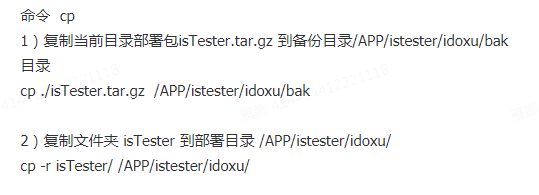 命令  cp
1）复制当前目录部署包isTester.tar.gz 到备份目录/APP/istester/idoxu/bak
目录
cp ./isTester.tar.gz  /APP/istester/idoxu/bak
2）复制文件夹 isTester 到部署目录 /APP/istester/idoxu/
cp -r isTester/ /APP/istester/idoxu/